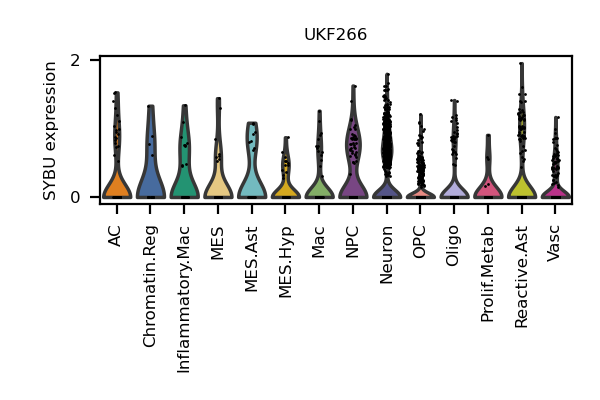 UKF266
SYBU expression
2
0
AC
Chromatin.Reg
Inflammatory.Mac
MES
MES.Ast
MES.Hyp
Mac
NPC
Neuron
OPC
Oligo
Prolif.Metab
Reactive.Ast
Vasc